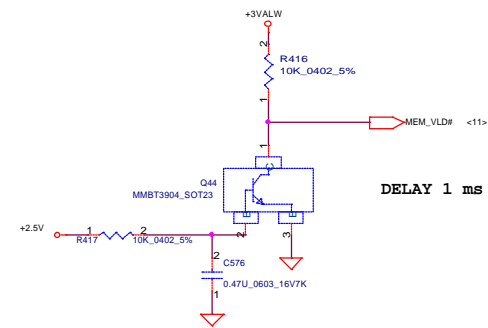 +3VALW
2
R416
10K_0402_5%
1
MEM_VLD# <11>
1
C
Q44
MMBT3904_SOT23
DELAY 1 ms
2
3
+2.5V
1
2
R417
10K_0402_5%
2
C576
0.47U_0603_16V7K
1